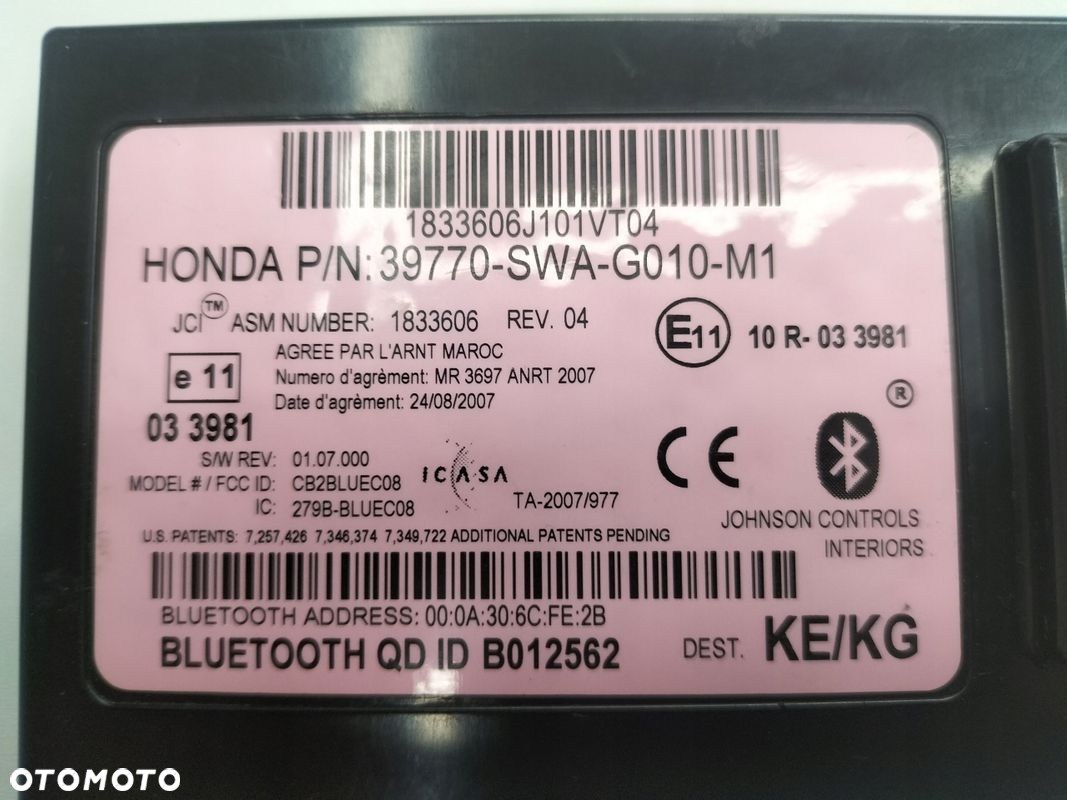 1833606J101VT04
HONDA P/N: 39770-SWA-G010-M1
JCI™ ASM NUMBER: 1833606 REV. 04
AGREE PAR L'ARNT MAROC
Numero d'agrèment: MR 3697 ANRT 2007
Date d'agrèment: 24/08/2007
e 11
03 3981
E11 10 R- 03 3981
®
S/W REV: 01.07.000
MODEL # / FCC ID: CB2BLUEC08
IC: 279B-BLUEC08
ICASA
TA-2007/977
CE
JOHNSON CONTROLS
INTERIORS
U.S. PATENTS: 7,257,426 7,346,374 7,349,722 ADDITIONAL PATENTS PENDING
BLUETOOTH ADDRESS: 00:0A:30:6C:FE:2B
BLUETOOTH QD ID B012562
DEST. KE/KG
OTOMOTO